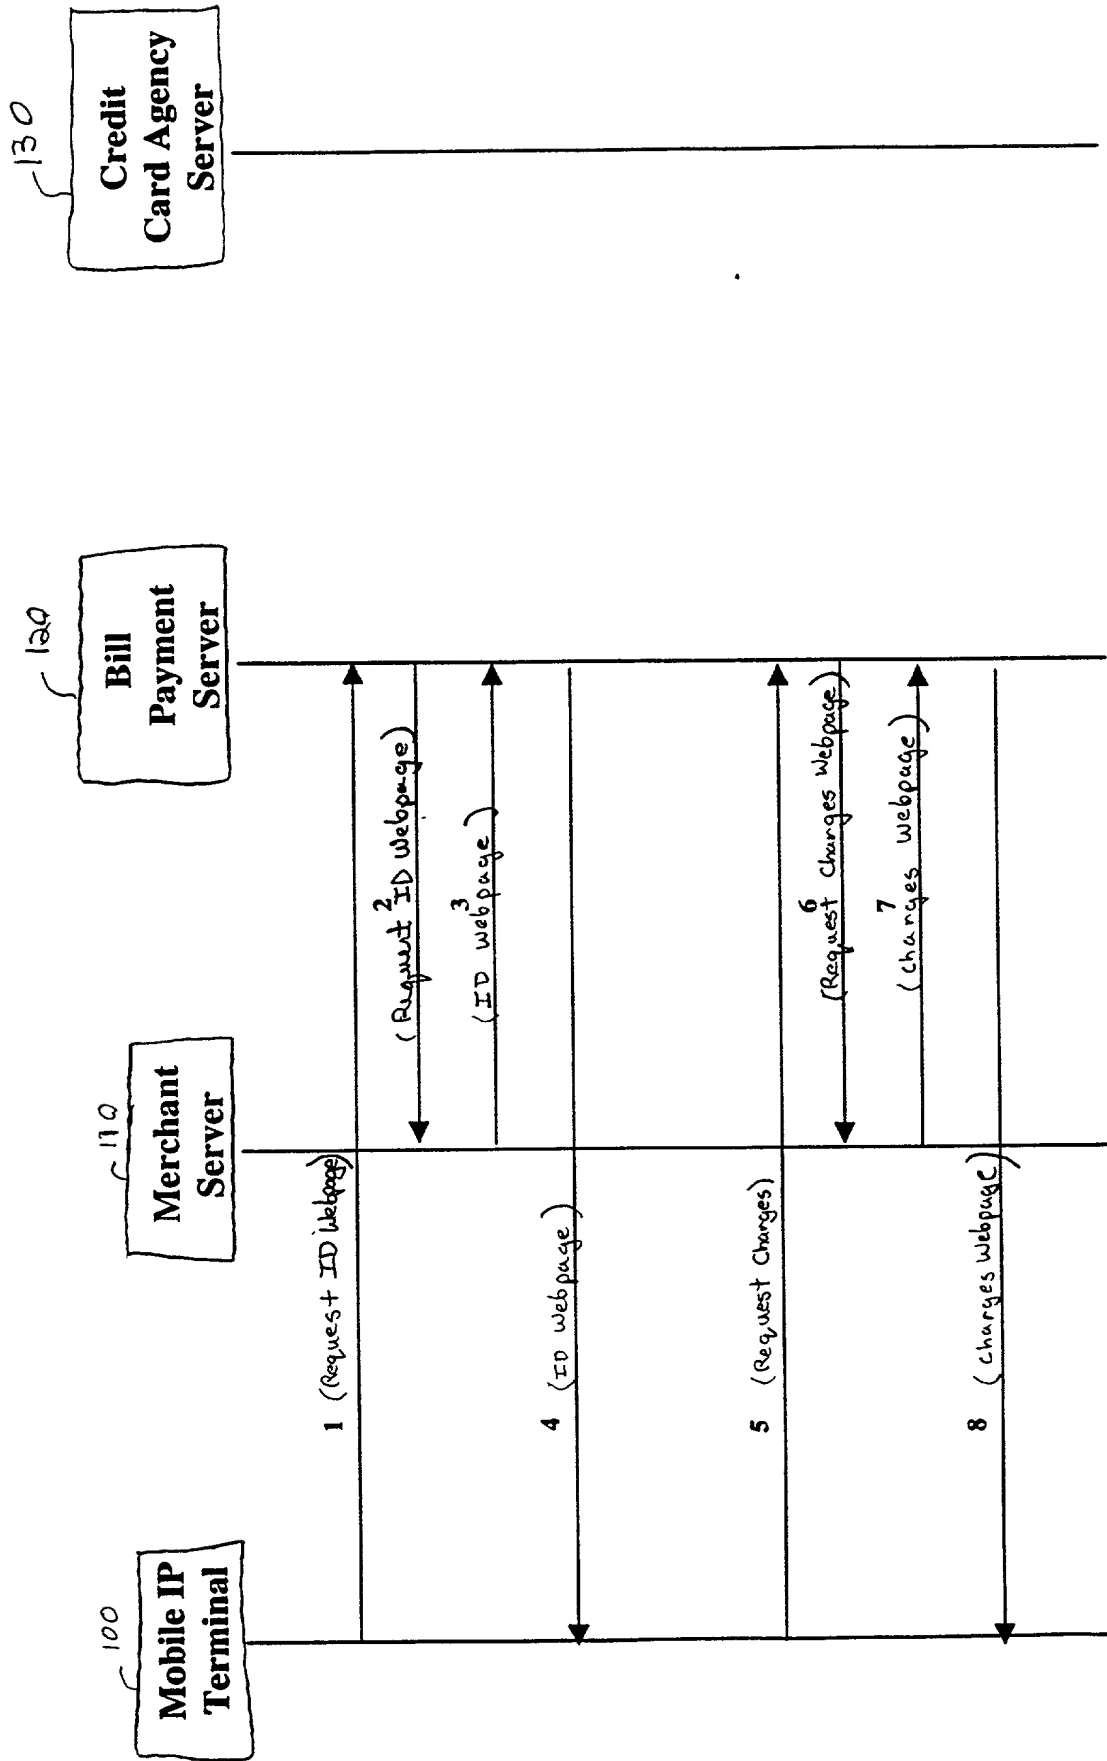 100
Mobile IP
Terminal
110
Merchant
Server
120
Bill
Payment
Server
130
Credit
Card Agency
Server
1 (Request ID Webpage)
2
(Request ID Webpage)
3
(ID Webpage)
4 (ID Webpage)
5 (Request Charges)
6
(Request Charges Webpage)
7
(charges Webpage)
8 (charges Webpage)